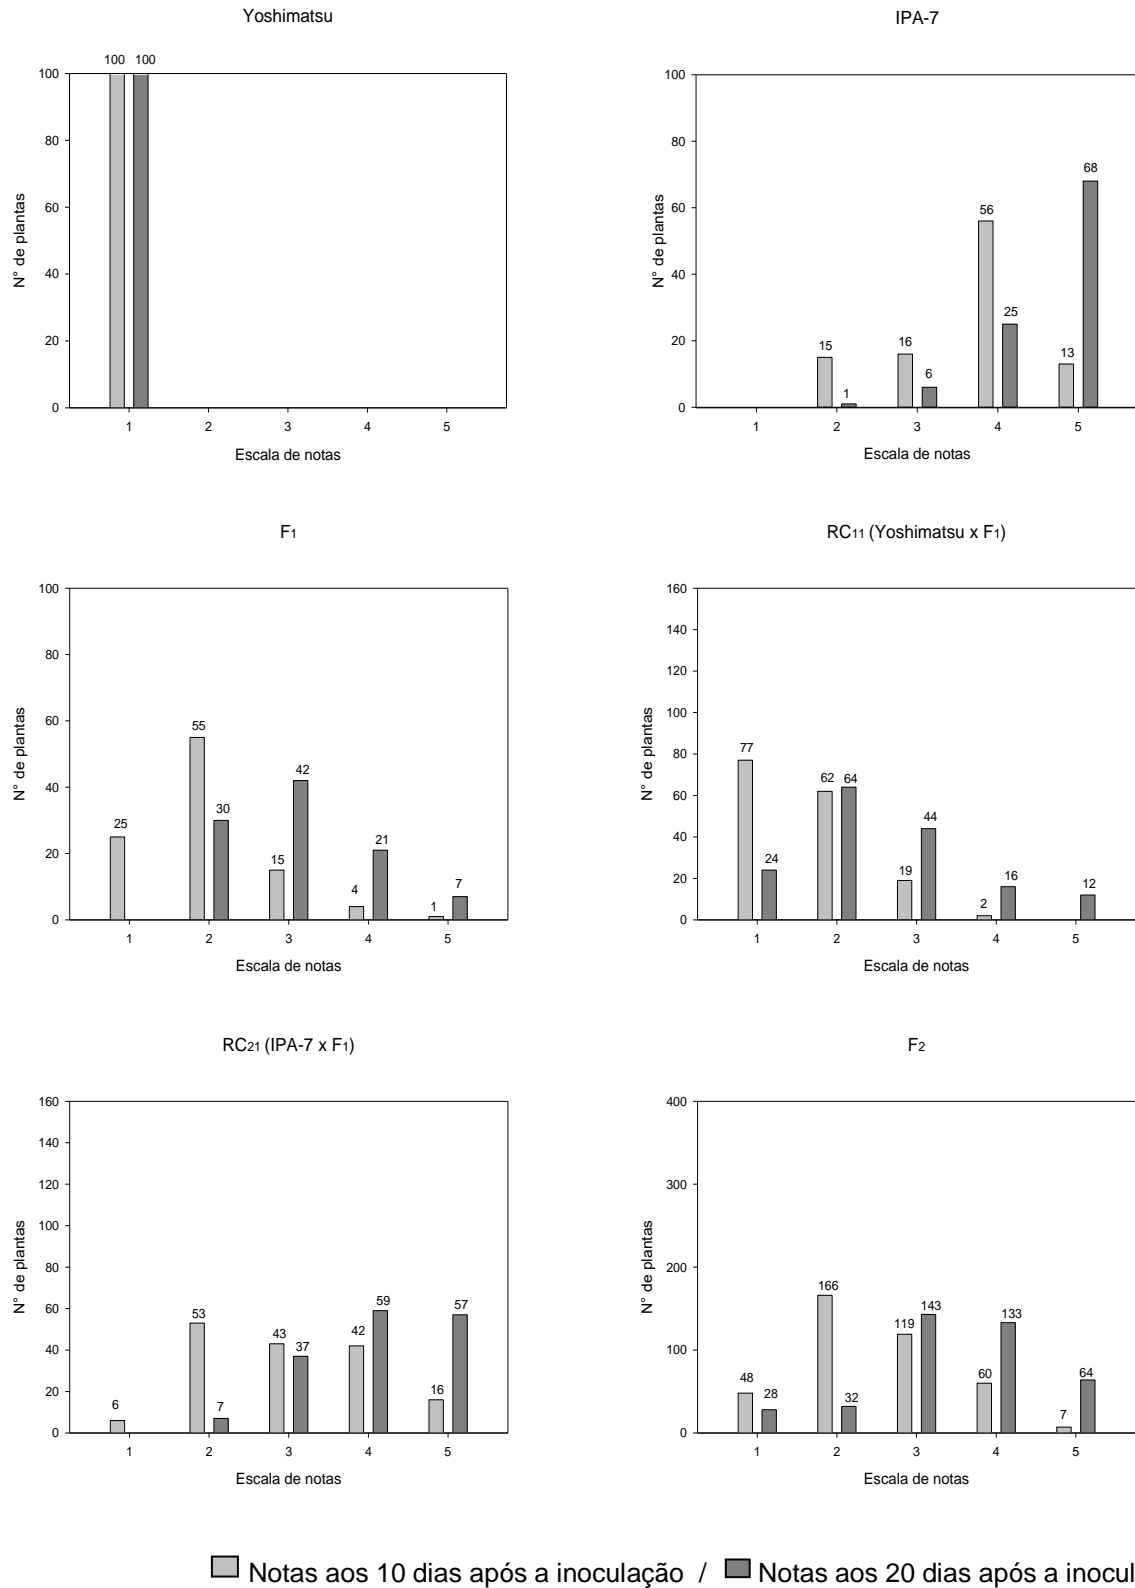 Yoshimatsu
100 100
100
80
60
40
20
0
N° de plantas
1 2 3 4 5
Escala de notas
IPA-7
100
80
60
40
20
0
N° de plantas
15 1 16 6 56 25 13 68
1 2 3 4 5
Escala de notas
F1
100
80
60
40
20
0
N° de plantas
25 55 30 15 42 4 21 1 7
1 2 3 4 5
Escala de notas
RC11 (Yoshimatsu x F1)
160
140
120
100
80
60
40
20
0
N° de plantas
77 24 62 64 19 44 2 16 12
1 2 3 4 5
Escala de notas
RC21 (IPA-7 x F1)
160
140
120
100
80
60
40
20
0
N° de plantas
6 53 7 43 37 42 59 16 57
1 2 3 4 5
Escala de notas
F2
400
300
200
100
0
N° de plantas
48 28 166 32 119 143 60 133 7 64
1 2 3 4 5
Escala de notas
Notas aos 10 dias após a inoculação / Notas aos 20 dias após a inocul